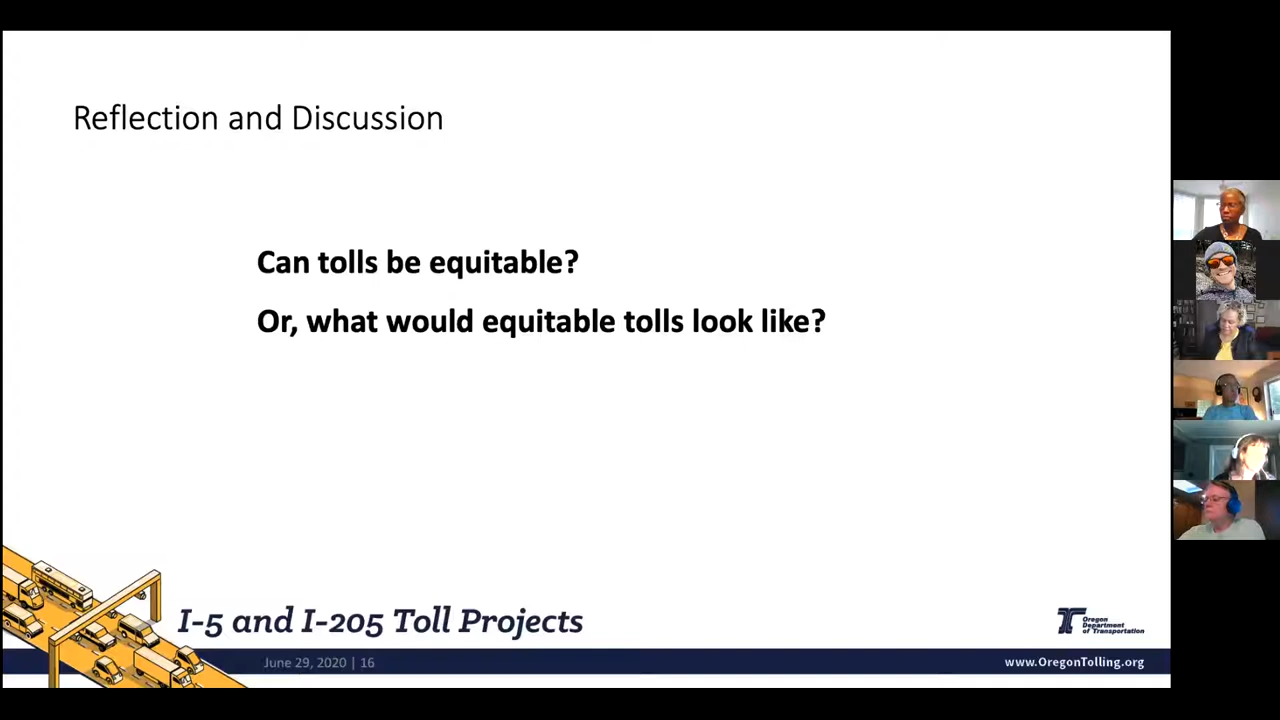 Reflection and Discussion
Can tolls be equitable?
Or, what would equitable tolls look like?
I-5 and I-205 Toll Projects
Oregon
Department
of Transportation
June 29, 2020 | 16
www.OregonTolling.org